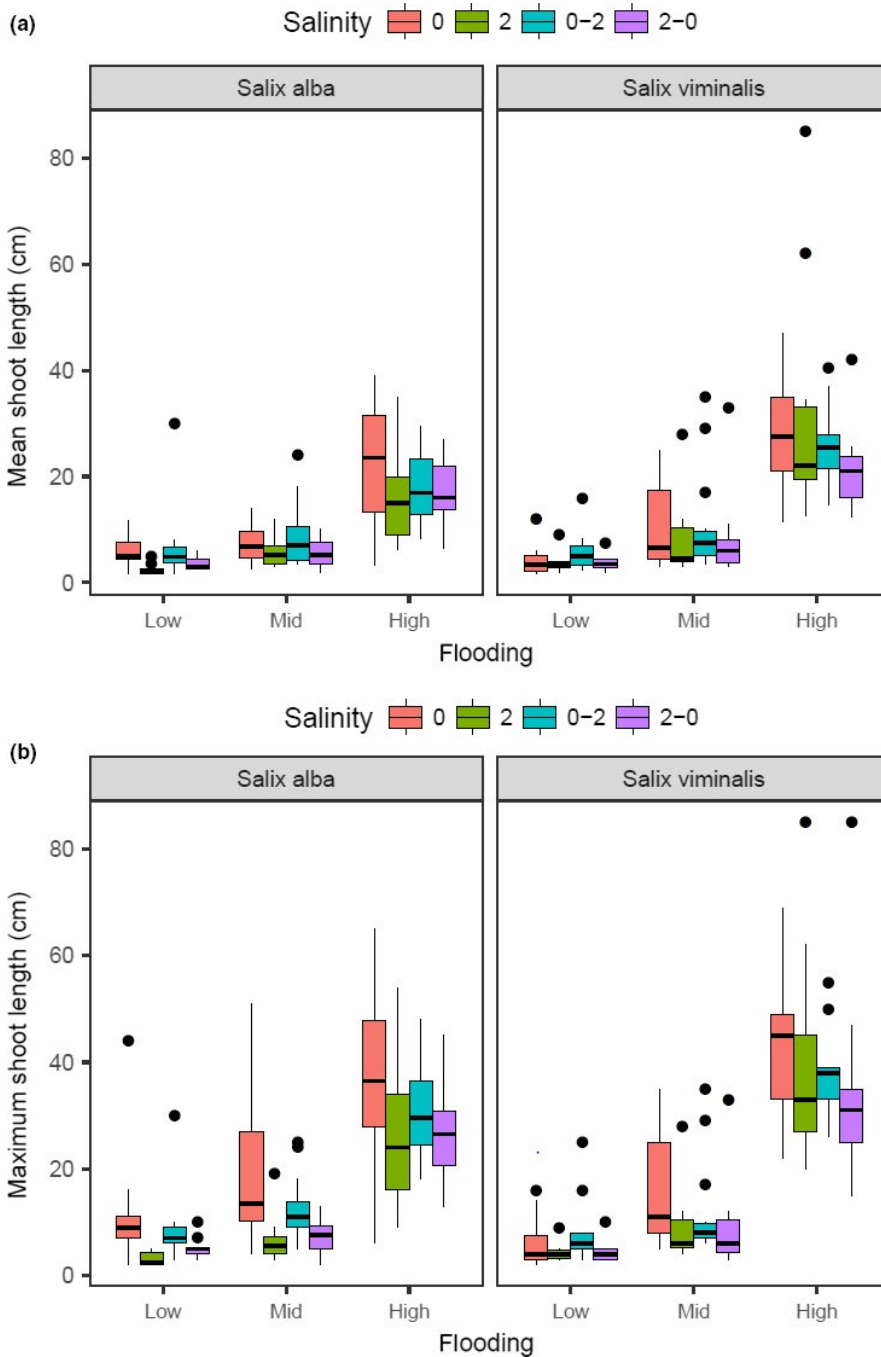 (a)
Salinity 0 2 0-2 2-0
Salix alba Salix viminalis
Mean shoot length (cm)
80
60
40
20
0
Low Mid High Low Mid High
Flooding
Salinity 0 2 0-2 2-0
(b)
Salix alba Salix viminalis
Maximum shoot length (cm)
80
60
40
20
0
Low Mid High Low Mid High
Flooding